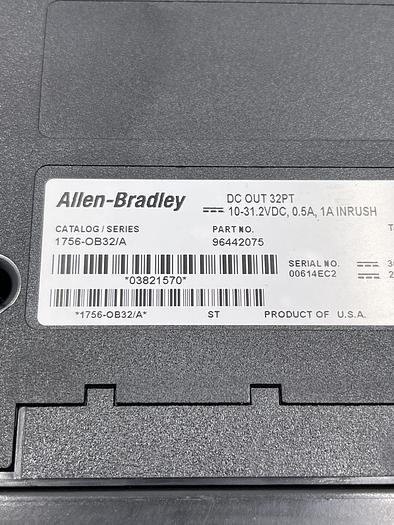 Allen-Bradley
DC OUT 32PT
10-31.2VDC, 0.5A, 1A INRUSH
CATALOG / SERIES
1756-OB32/A
PART NO.
96442075
SERIAL NO.
00614EC2
*03821570*
*1756-OB32/A*
ST
PRODUCT OF U.S.A.